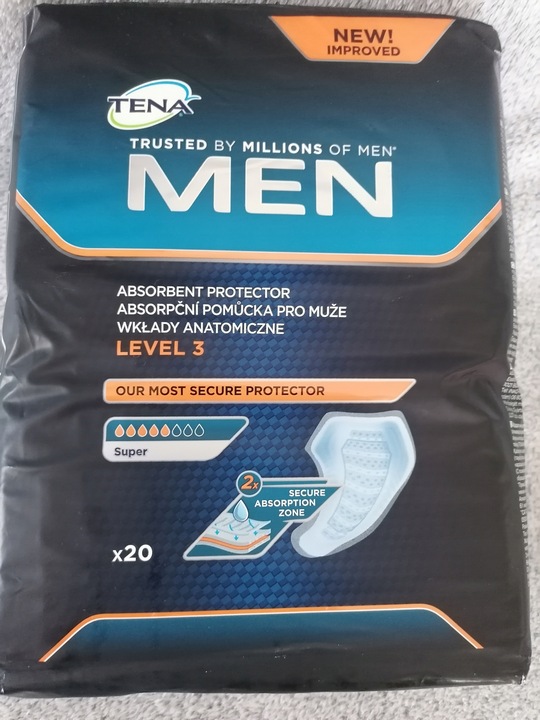 NEW!
IMPROVED
TENA
TRUSTED BY MILLIONS OF MEN*
MEN
ABSORBENT PROTECTOR
ABSORPČNÍ POMŮCKA PRO MUŽE
WKŁADY ANATOMICZNE
LEVEL 3
OUR MOST SECURE PROTECTOR
Super
2x
SECURE
ABSORPTION
ZONE
x20